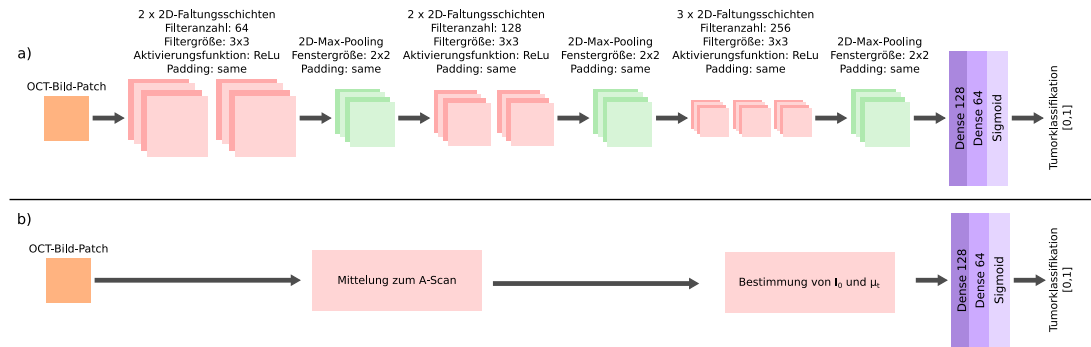 a)
OCT-Bild-Patch
2 x 2D-Faltungsschichten
Filteranzahl: 64
Filtergröße: 3x3
Aktivierungsfunktion: ReLu
Padding: same
2D-Max-Pooling
Fenstergröße: 2x2
Padding: same
2 x 2D-Faltungsschichten
Filteranzahl: 128
Filtergröße: 3x3
Aktivierungsfunktion: ReLu
Padding: same
2D-Max-Pooling
Fenstergröße: 2x2
Padding: same
3 x 2D-Faltungsschichten
Filteranzahl: 256
Filtergröße: 3x3
Aktivierungsfunktion: ReLu
Padding: same
2D-Max-Pooling
Fenstergröße: 2x2
Padding: same
Dense 128
Dense 64
Sigmoid
Tumorklassifikation
[0,1]
b)
OCT-Bild-Patch
Mittelung zum A-Scan
Bestimmung von I₀ und μₜ
Dense 128
Dense 64
Sigmoid
Tumorklassifikation
[0,1]